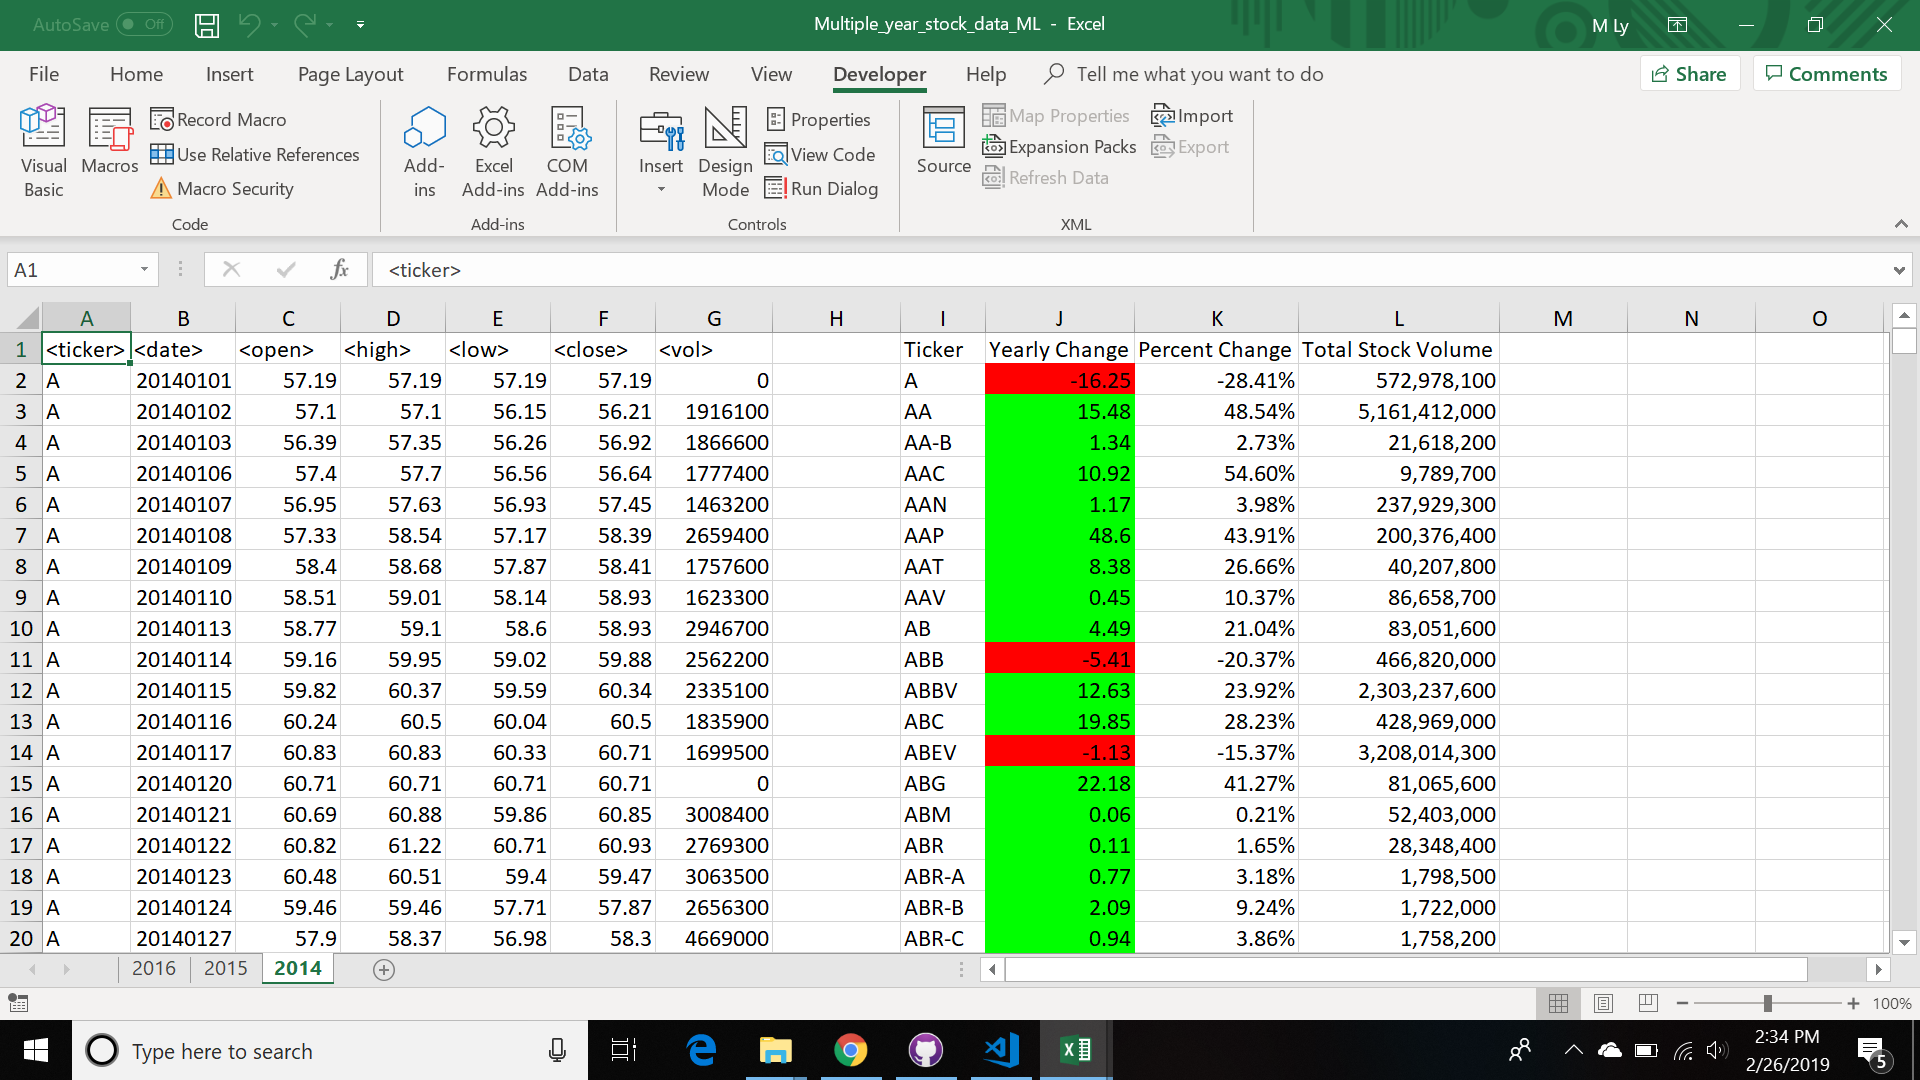 AutoSave Off
Multiple_year_stock_data_ML - Excel
M Ly
File Home Insert Page Layout Formulas Data Review View Developer Help Tell me what you want to do Share Comments
Visual Basic
Macros
Record Macro
Use Relative References
Macro Security
Code
Add-ins
Excel Add-ins
COM Add-ins
Add-ins
Insert
Design Mode
Properties
View Code
Run Dialog
Controls
Source
Map Properties
Expansion Packs
Refresh Data
Import
Export
XML
A1 fx <ticker>
A B C D E F G H I J K L M N O
1 <ticker> <date> <open> <high> <low> <close> <vol> Ticker Yearly Change Percent Change Total Stock Volume
2 A 20140101 57.19 57.19 57.19 57.19 0 A -16.25 -28.41% 572,978,100
3 A 20140102 57.1 57.1 56.15 56.21 1916100 AA 15.48 48.54% 5,161,412,000
4 A 20140103 56.39 57.35 56.26 56.92 1866600 AA-B 1.34 2.73% 21,618,200
5 A 20140106 57.4 57.7 56.56 56.64 1777400 AAC 10.92 54.60% 9,789,700
6 A 20140107 56.95 57.63 56.93 57.45 1463200 AAN 1.17 3.98% 237,929,300
7 A 20140108 57.33 58.54 57.17 58.39 2659400 AAP 48.6 43.91% 200,376,400
8 A 20140109 58.4 58.68 57.87 58.41 1757600 AAT 8.38 26.66% 40,207,800
9 A 20140110 58.51 59.01 58.14 58.93 1623300 AAV 0.45 10.37% 86,658,700
10 A 20140113 58.77 59.1 58.6 58.93 2946700 AB 4.49 21.04% 83,051,600
11 A 20140114 59.16 59.95 59.02 59.88 2562200 ABB -5.41 -20.37% 466,820,000
12 A 20140115 59.82 60.37 59.59 60.34 2335100 ABBV 12.63 23.92% 2,303,237,600
13 A 20140116 60.24 60.5 60.04 60.5 1835900 ABC 19.85 28.23% 428,969,000
14 A 20140117 60.83 60.83 60.33 60.71 1699500 ABEV -1.13 -15.37% 3,208,014,300
15 A 20140120 60.71 60.71 60.71 60.71 0 ABG 22.18 41.27% 81,065,600
16 A 20140121 60.69 60.88 59.86 60.85 3008400 ABM 0.06 0.21% 52,403,000
17 A 20140122 60.82 61.22 60.71 60.93 2769300 ABR 0.11 1.65% 28,348,400
18 A 20140123 60.48 60.51 59.4 59.47 3063500 ABR-A 0.77 3.18% 1,798,500
19 A 20140124 59.46 59.46 57.71 57.87 2656300 ABR-B 2.09 9.24% 1,722,000
20 A 20140127 57.9 58.37 56.98 58.3 4669000 ABR-C 0.94 3.86% 1,758,200
2016 2015 2014
100%
Type here to search
2:34 PM
2/26/2019
5